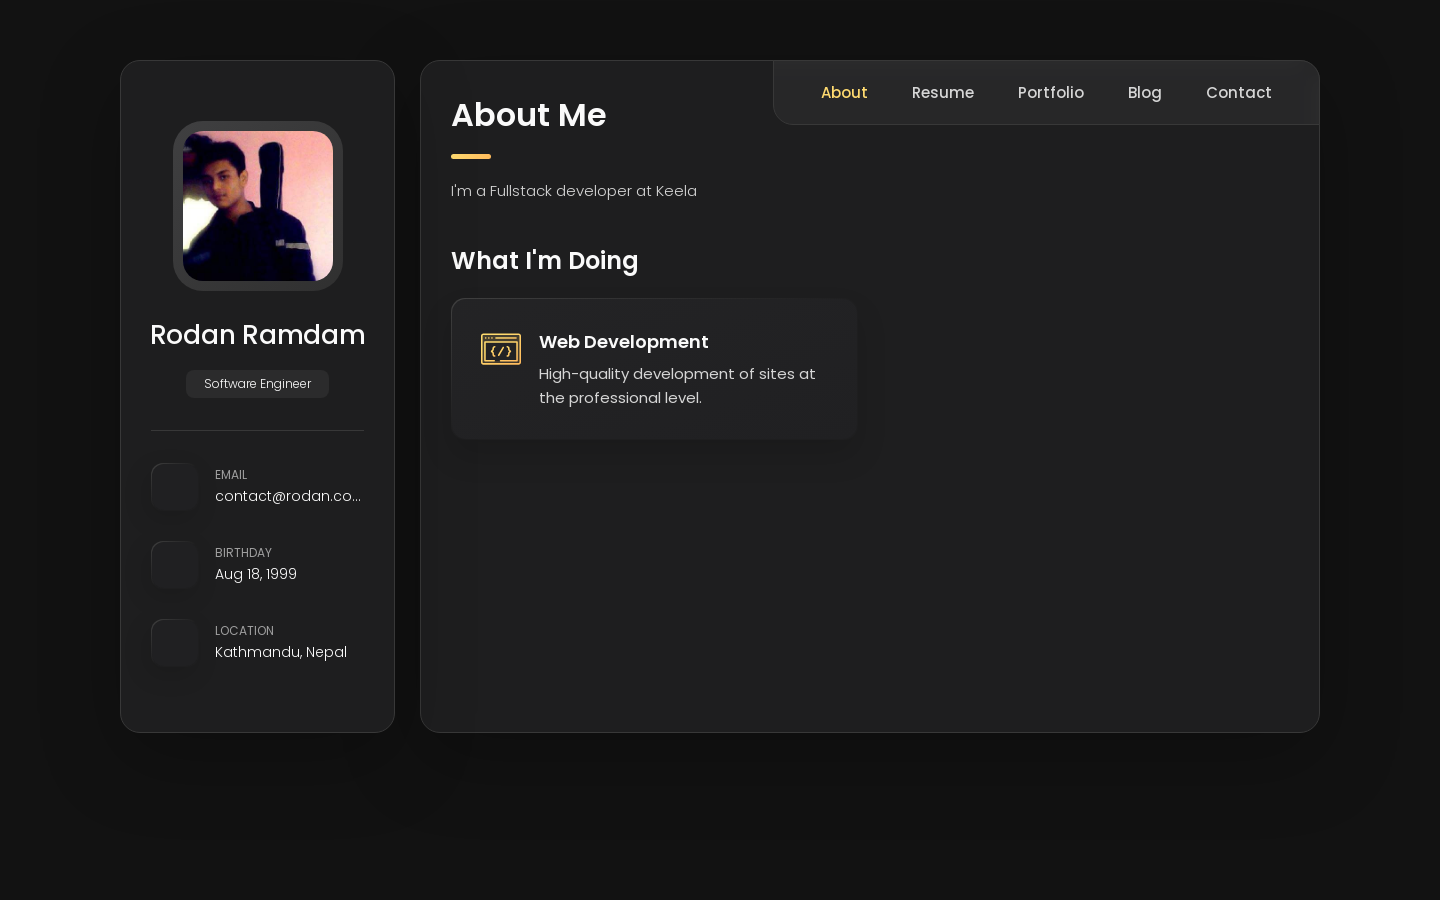 About
Resume
Portfolio
Blog
Contact
Rodan Ramdam
Software Engineer
EMAIL
contact@rodan.co...
BIRTHDAY
Aug 18, 1999
LOCATION
Kathmandu, Nepal
About Me
I'm a Fullstack developer at Keela
What I'm Doing
Web Development
High-quality development of sites at
the professional level.